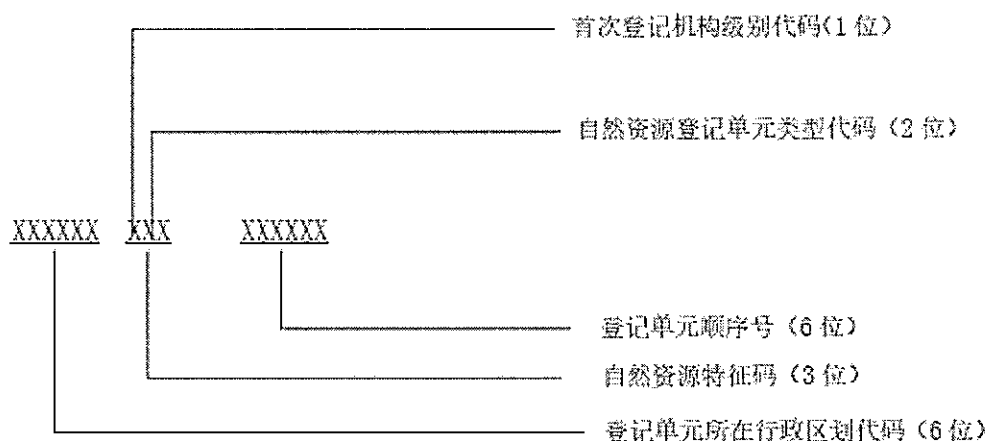 首次登记机构级别代码(1位)
自然资源登记单元类型代码（2位）
XXXXXX XXX XXXXXX
登记单元顺序号（6位）
自然资源特征码（3位）
登记单元所在行政区划代码（6位）